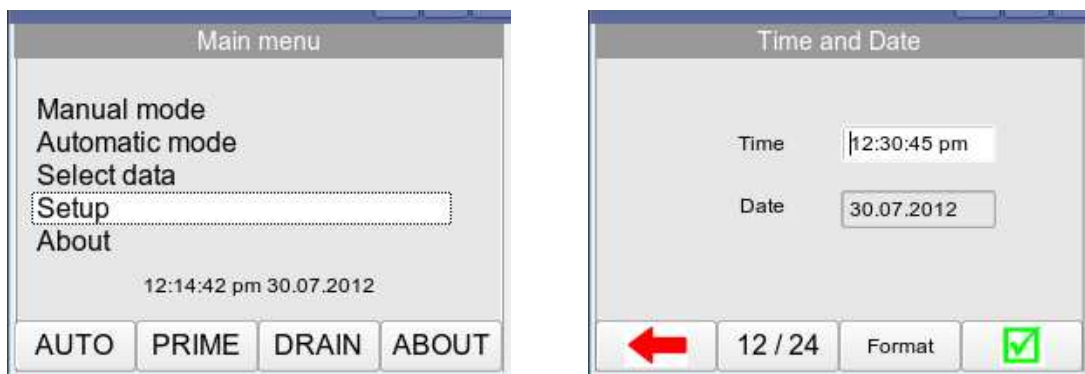 Main menu
Manual mode
Automatic mode
Select data
Setup
About
12:14:42 pm 30.07.2012
AUTO PRIME DRAIN ABOUT
Time and Date
Time 12:30:45 pm
Date 30.07.2012
12 / 24 Format